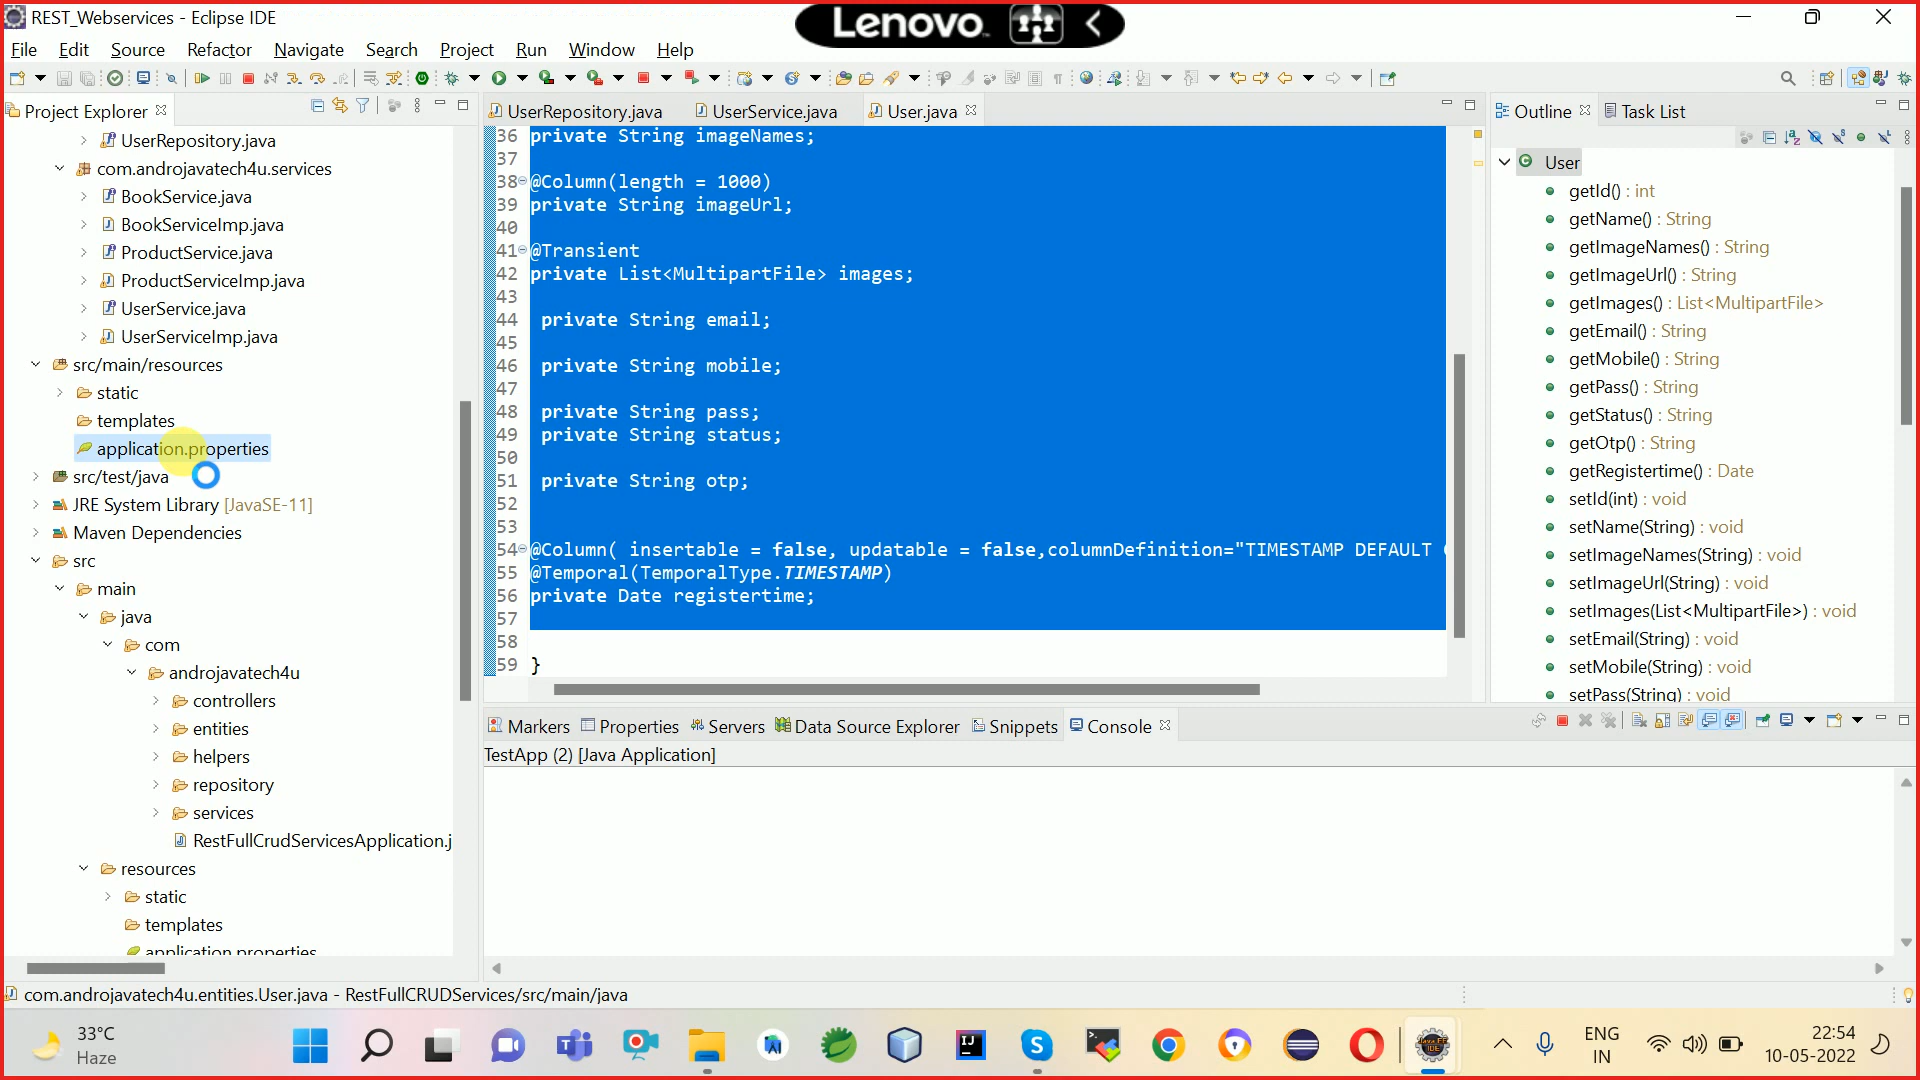 REST_Webservices - Eclipse IDE
Lenovo
File Edit Source Refactor Navigate Search Project Run Window Help
Project Explorer
UserRepository.java
com.androjavatech4u.services
BookService.java
BookServiceImp.java
ProductService.java
ProductServiceImp.java
UserService.java
UserServiceImp.java
src/main/resources
static
templates
application.properties
src/test/java
JRE System Library [JavaSE-11]
Maven Dependencies
src
main
java
com
androjavatech4u
controllers
entities
helpers
repository
services
RestFullCrudServicesApplication.j
resources
static
templates
application.properties
UserRepository.java UserService.java User.java
36 private String imageNames;
37
38 @Column(length = 1000)
39 private String imageUrl;
40
41 @Transient
42 private List<MultipartFile> images;
43
44 private String email;
45
46 private String mobile;
47
48 private String pass;
49 private String status;
50
51 private String otp;
52
53
54 @Column( insertable = false, updatable = false,columnDefinition="TIMESTAMP DEFAULT
55 @Temporal(TemporalType.TIMESTAMP)
56 private Date registertime;
57
58
59 }
Outline Task List
User
getId() : int
getName() : String
getImageNames() : String
getImageUrl() : String
getImages() : List<MultipartFile>
getEmail() : String
getMobile() : String
getPass() : String
getStatus() : String
getOtp() : String
getRegistertime() : Date
setId(int) : void
setName(String) : void
setImageNames(String) : void
setImageUrl(String) : void
setImages(List<MultipartFile>) : void
setEmail(String) : void
setMobile(String) : void
setPass(String) : void
Markers Properties Servers Data Source Explorer Snippets Console
TestApp (2) [Java Application]
com.androjavatech4u.entities.User.java - RestFullCRUDServices/src/main/java
33°C
Haze
ENG
IN
22:54
10-05-2022